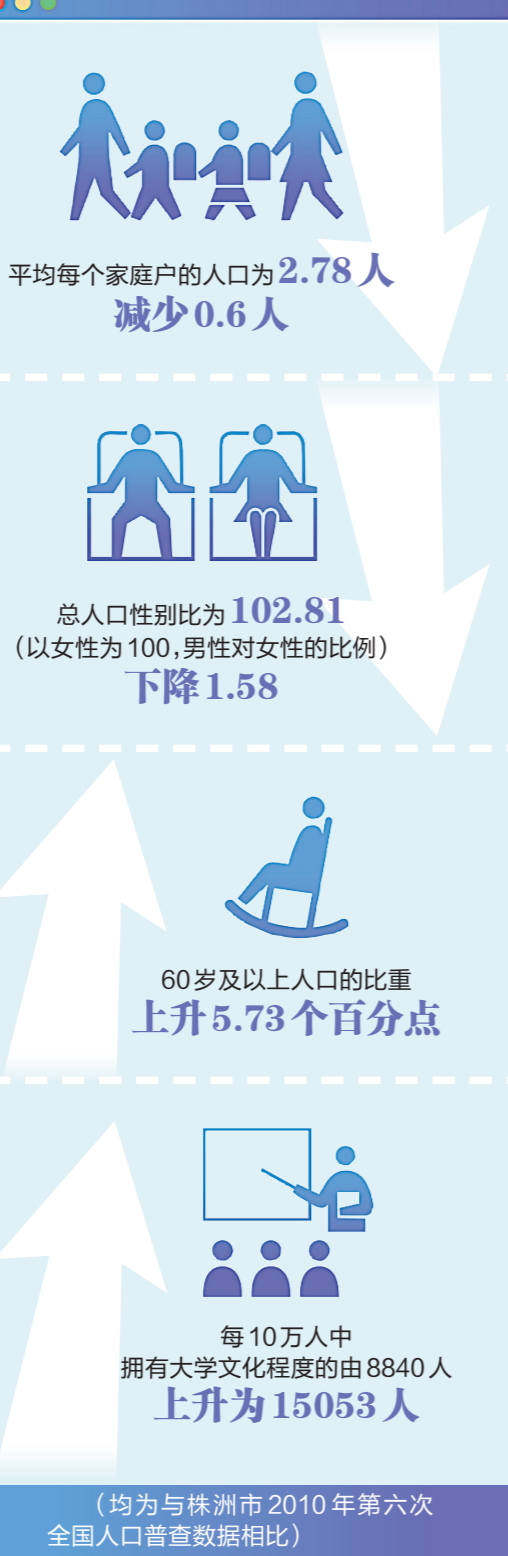 平均每个家庭户的人口为2.78人
减少0.6人
总人口性别比为102.81
（以女性为100，男性对女性的比例）
下降1.58
60岁及以上人口的比重
上升5.73个百分点
每10万人中
拥有大学文化程度的由8840人
上升为15053人
（均为与株洲市2010年第六次
全国人口普查数据相比）